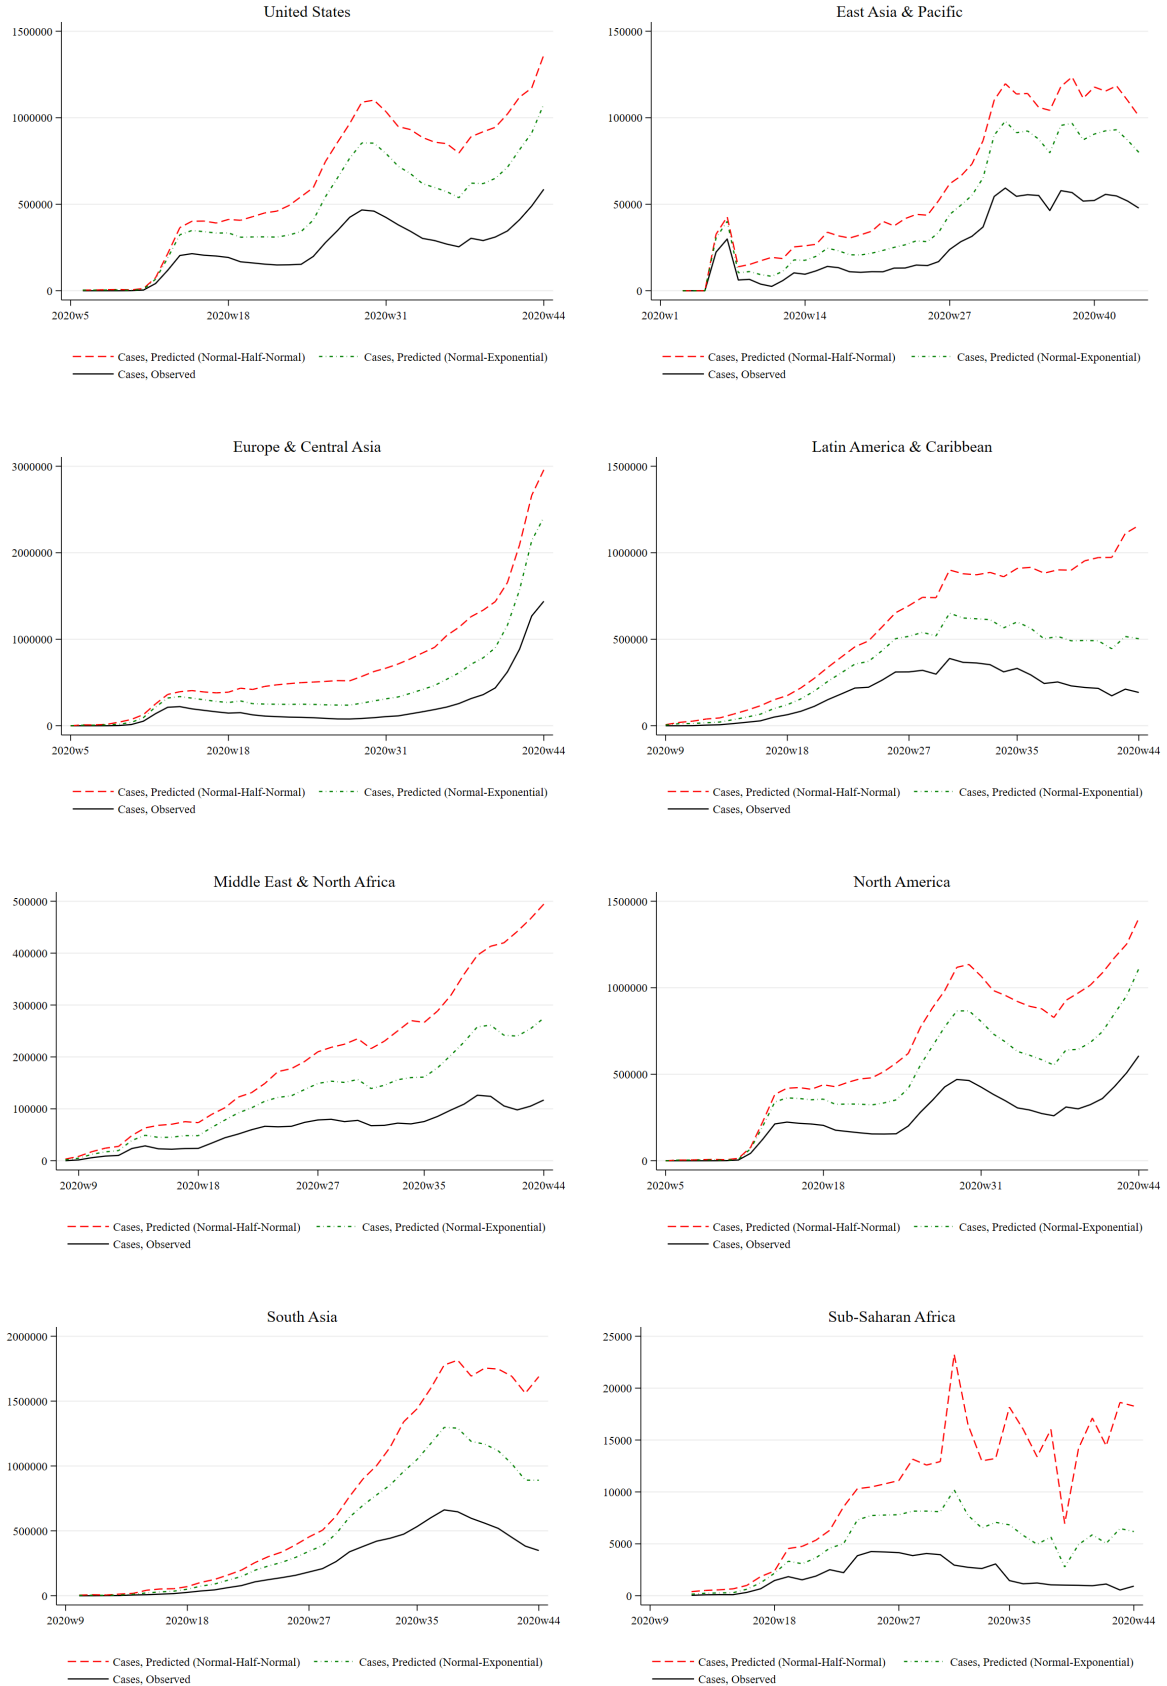 United States
1500000
1000000
500000
0
2020w5 2020w18 2020w31 2020w44
Cases, Predicted (Normal-Half-Normal) Cases, Predicted (Normal-Exponential)
Cases, Observed
East Asia & Pacific
150000
100000
50000
0
2020w1 2020w14 2020w27 2020w40
Cases, Predicted (Normal-Half-Normal) Cases, Predicted (Normal-Exponential)
Cases, Observed
Europe & Central Asia
3000000
2000000
1000000
0
2020w5 2020w18 2020w31 2020w44
Cases, Predicted (Normal-Half-Normal) Cases, Predicted (Normal-Exponential)
Cases, Observed
Latin America & Caribbean
1500000
1000000
500000
0
2020w9 2020w18 2020w27 2020w35 2020w44
Cases, Predicted (Normal-Half-Normal) Cases, Predicted (Normal-Exponential)
Cases, Observed
Middle East & North Africa
500000
400000
300000
200000
100000
0
2020w9 2020w18 2020w27 2020w35 2020w44
Cases, Predicted (Normal-Half-Normal) Cases, Predicted (Normal-Exponential)
Cases, Observed
North America
1500000
1000000
500000
0
2020w5 2020w18 2020w31 2020w44
Cases, Predicted (Normal-Half-Normal) Cases, Predicted (Normal-Exponential)
Cases, Observed
South Asia
2000000
1500000
1000000
500000
0
2020w9 2020w18 2020w27 2020w35 2020w44
Cases, Predicted (Normal-Half-Normal) Cases, Predicted (Normal-Exponential)
Cases, Observed
Sub-Saharan Africa
25000
20000
15000
10000
5000
0
2020w9 2020w18 2020w27 2020w35 2020w44
Cases, Predicted (Normal-Half-Normal) Cases, Predicted (Normal-Exponential)
Cases, Observed